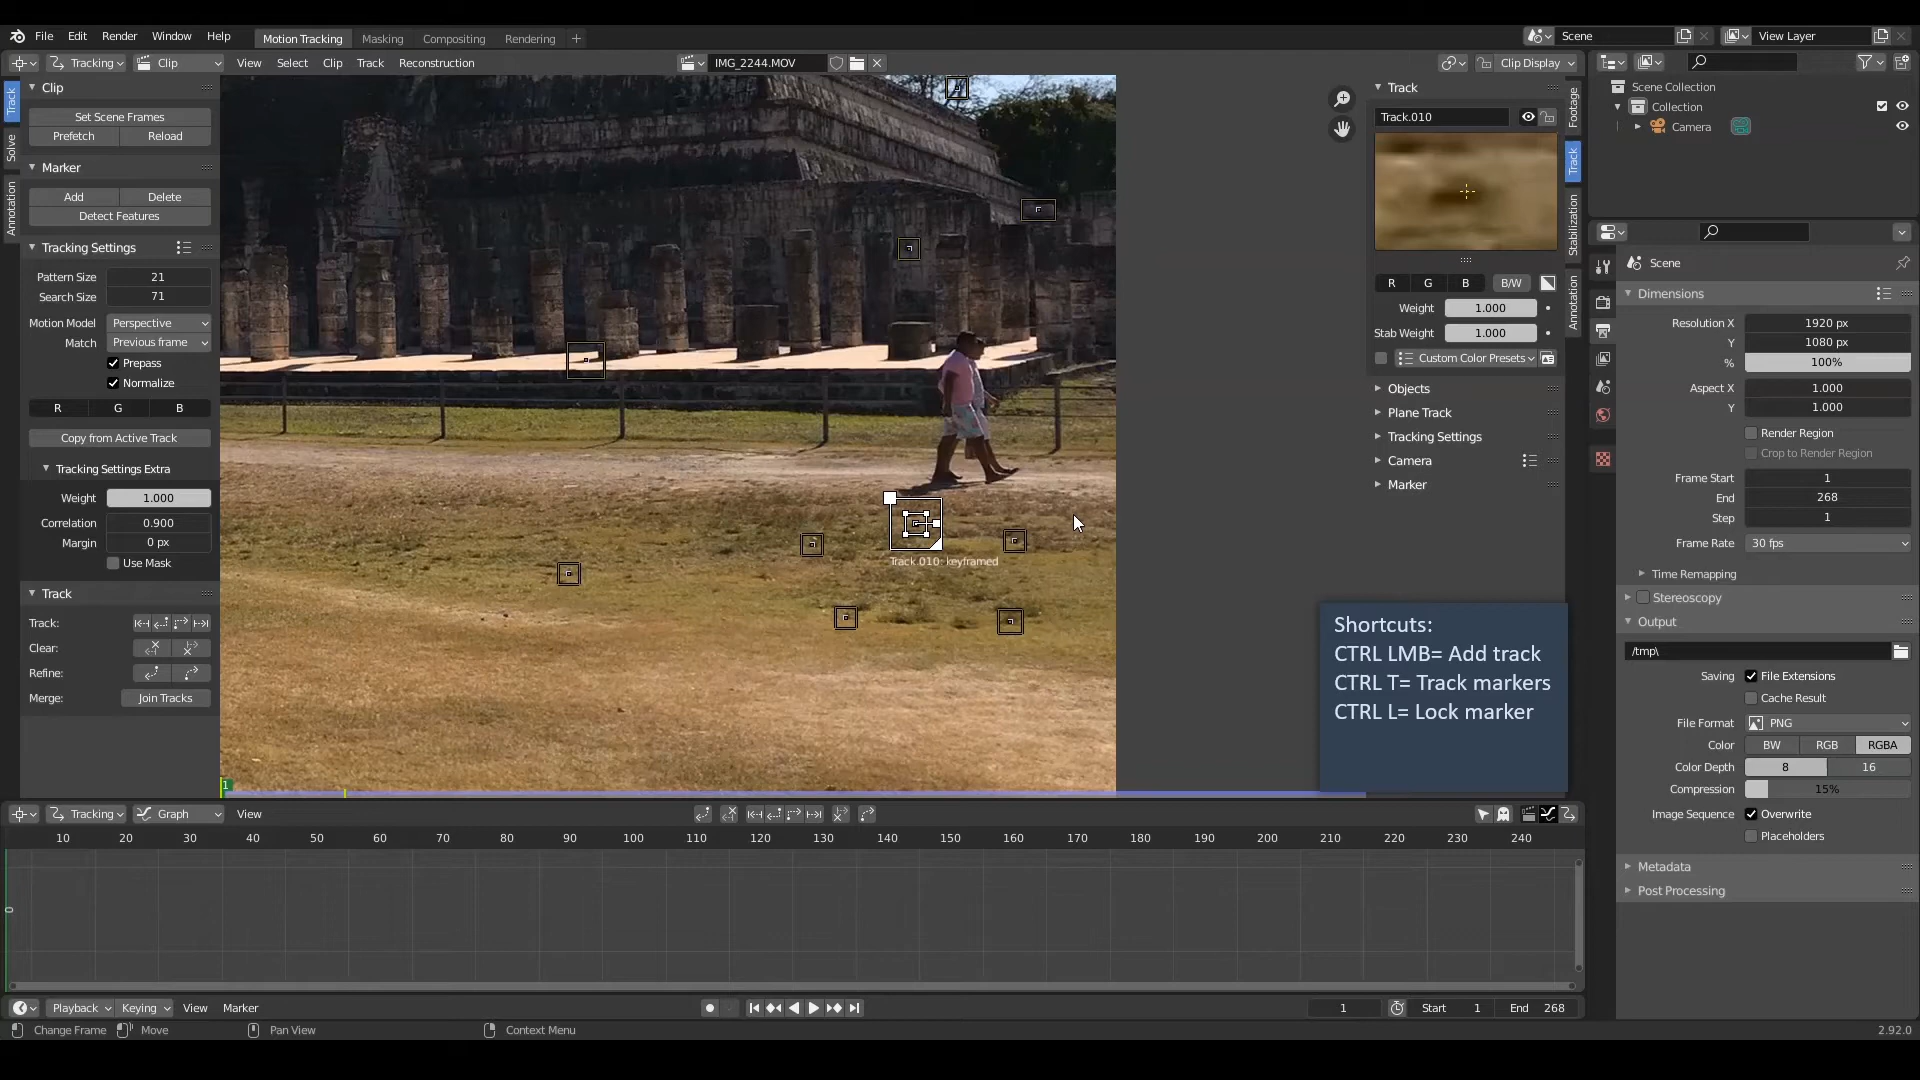 File Edit Render Window Help Motion Tracking Masking Compositing Rendering + Scene View Layer
Tracking Clip View Select Clip Track Reconstruction IMG_2244.MOV Clip Display
Track
Solve
Annotation
Clip
Set Scene Frames
Prefetch Reload
Marker
Add Delete
Detect Features
Tracking Settings
Pattern Size 21
Search Size 71
Motion Model Perspective
Match Previous frame
Prepass
Normalize
R G B
Copy from Active Track
Tracking Settings Extra
Weight 1.000
Correlation 0.900
Margin 0 px
Use Mask
Track
Track:
Clear:
Refine:
Merge: Join Tracks
Track.010: keyframed
1
Track
Track.010
R G B B/W
Weight 1.000
Stab Weight 1.000
Custom Color Presets
Objects
Plane Track
Tracking Settings
Camera
Marker
Footage
Track
Stabilization
Annotation
Shortcuts:
CTRL LMB= Add track
CTRL T= Track markers
CTRL L= Lock marker
Scene Collection
Collection
Camera
Scene
Dimensions
Resolution X 1920 px
Y 1080 px
% 100%
Aspect X 1.000
Y 1.000
Render Region
Crop to Render Region
Frame Start 1
End 268
Step 1
Frame Rate 30 fps
Time Remapping
Stereoscopy
Output
/tmp\
Saving File Extensions
Cache Result
File Format PNG
Color BW RGB RGBA
Color Depth 8 16
Compression 15%
Image Sequence Overwrite
Placeholders
Metadata
Post Processing
Tracking Graph View
10 20 30 40 50 60 70 80 90 100 110 120 130 140 150 160 170 180 190 200 210 220 230 240
0
Playback Keying View Marker 1 Start 1 End 268
Change Frame Move Pan View Context Menu 2.92.0